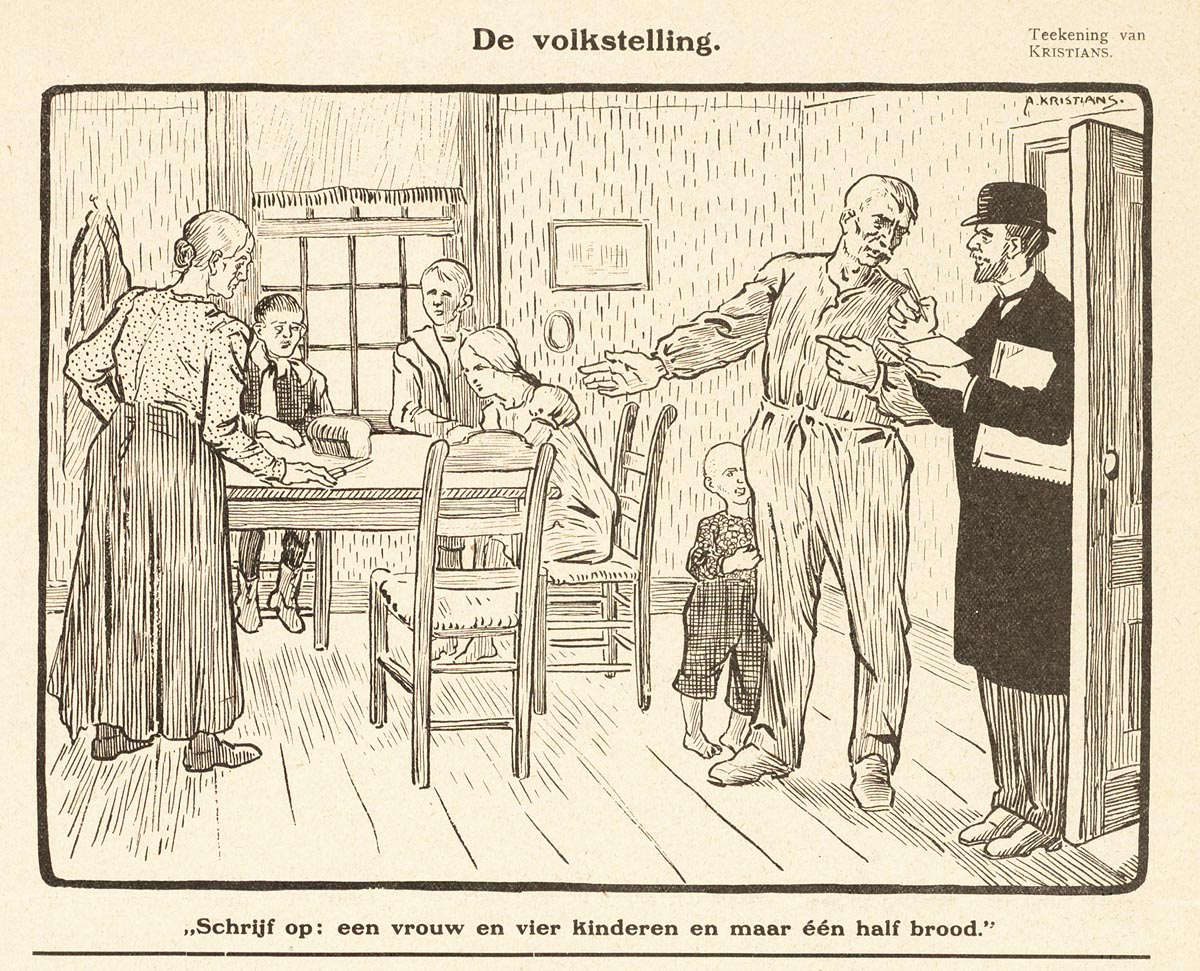 De volkstelling.
Teekening van
KRISTIANS.
A. KRISTIANS.
„Schrijf op: een vrouw en vier kinderen en maar één half brood.”